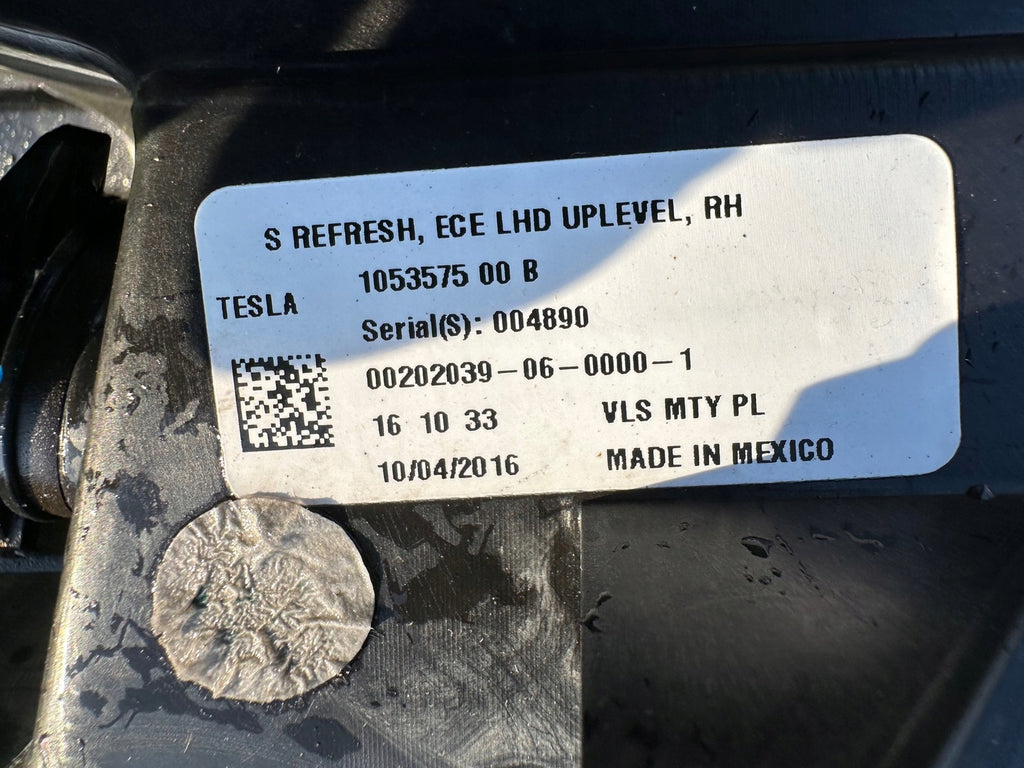 S REFRESH, ECE LHD UPLEVEL, RH
1053575 00 B
TESLA
Serial(S): 004890
00202039-06-0000-1
16 10 33 VLS MTY PL
10/04/2016 MADE IN MEXICO